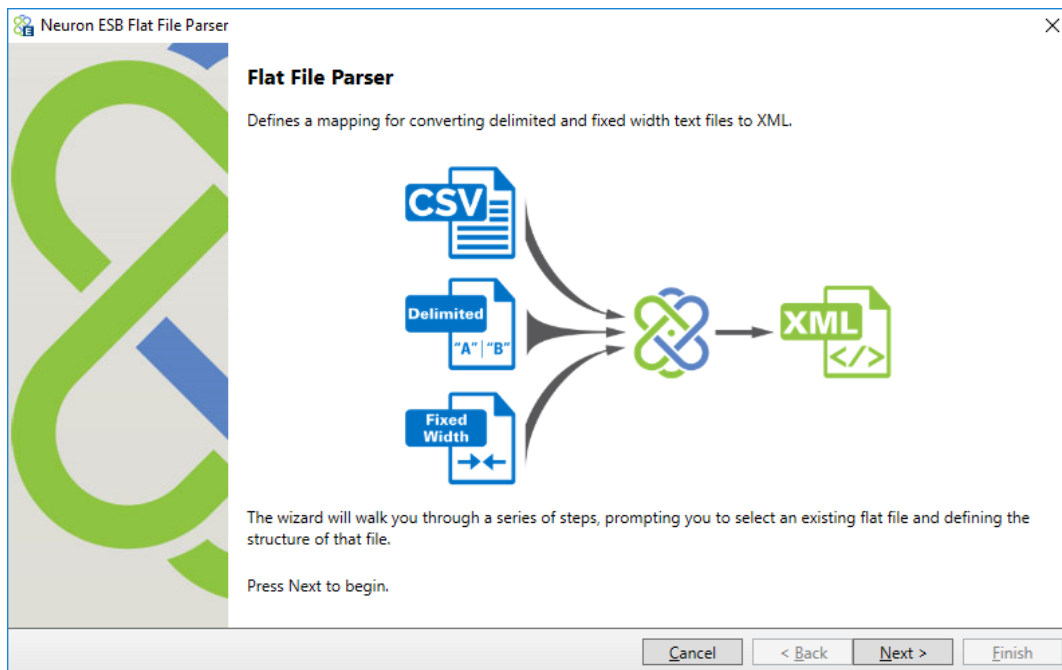 Neuron ESB Flat File Parser
Flat File Parser
Defines a mapping for converting delimited and fixed width text files to XML.
CSV
Delimited
"A" | "B"
Fixed
Width
XML
</>
The wizard will walk you through a series of steps, prompting you to select an existing flat file and defining the
structure of that file.
Press Next to begin.
Cancel
< Back
Next >
Finish